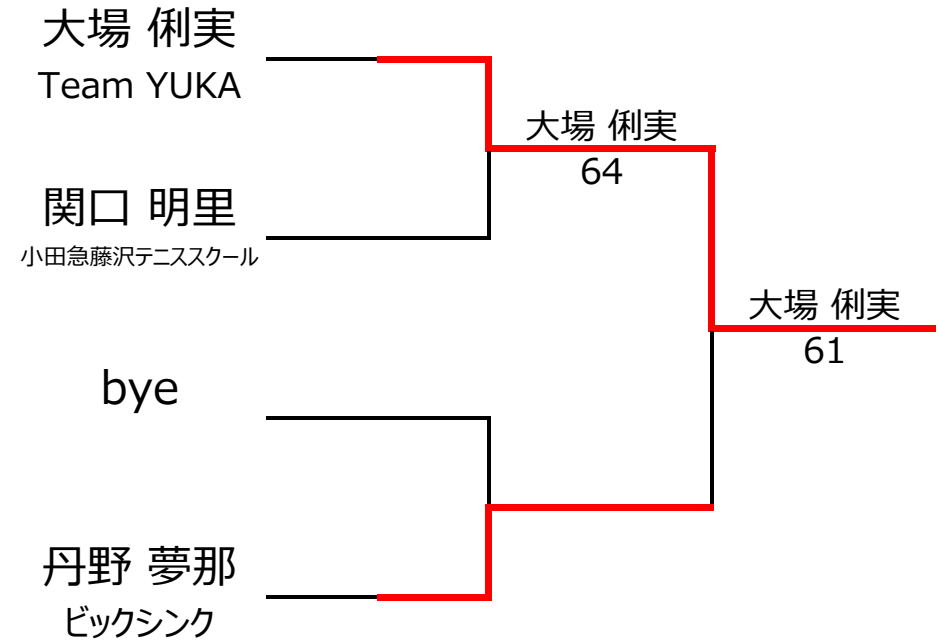 大場 俐実
Team YUKA
大場 俐実
64
関口 明里
小田急藤沢テニススクール
大場 俐実
61
bye
丹野 夢那
ビックシンク